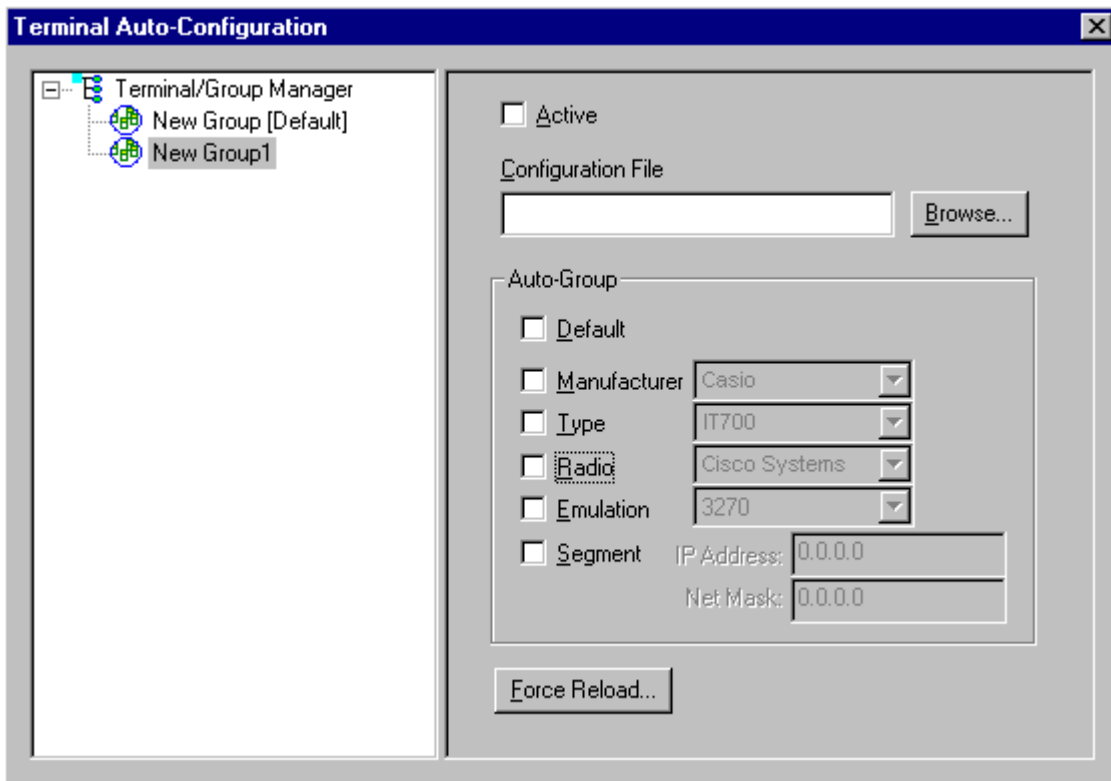 Terminal Auto-Configuration
Terminal/Group Manager
New Group [Default]
New Group1
Active
Configuration File
Browse...
Auto-Group
Default
Manufacturer Casio
Type IT700
Radio Cisco Systems
Emulation 3270
Segment IP Address: 0.0.0.0
Net Mask: 0.0.0.0
Force Reload...